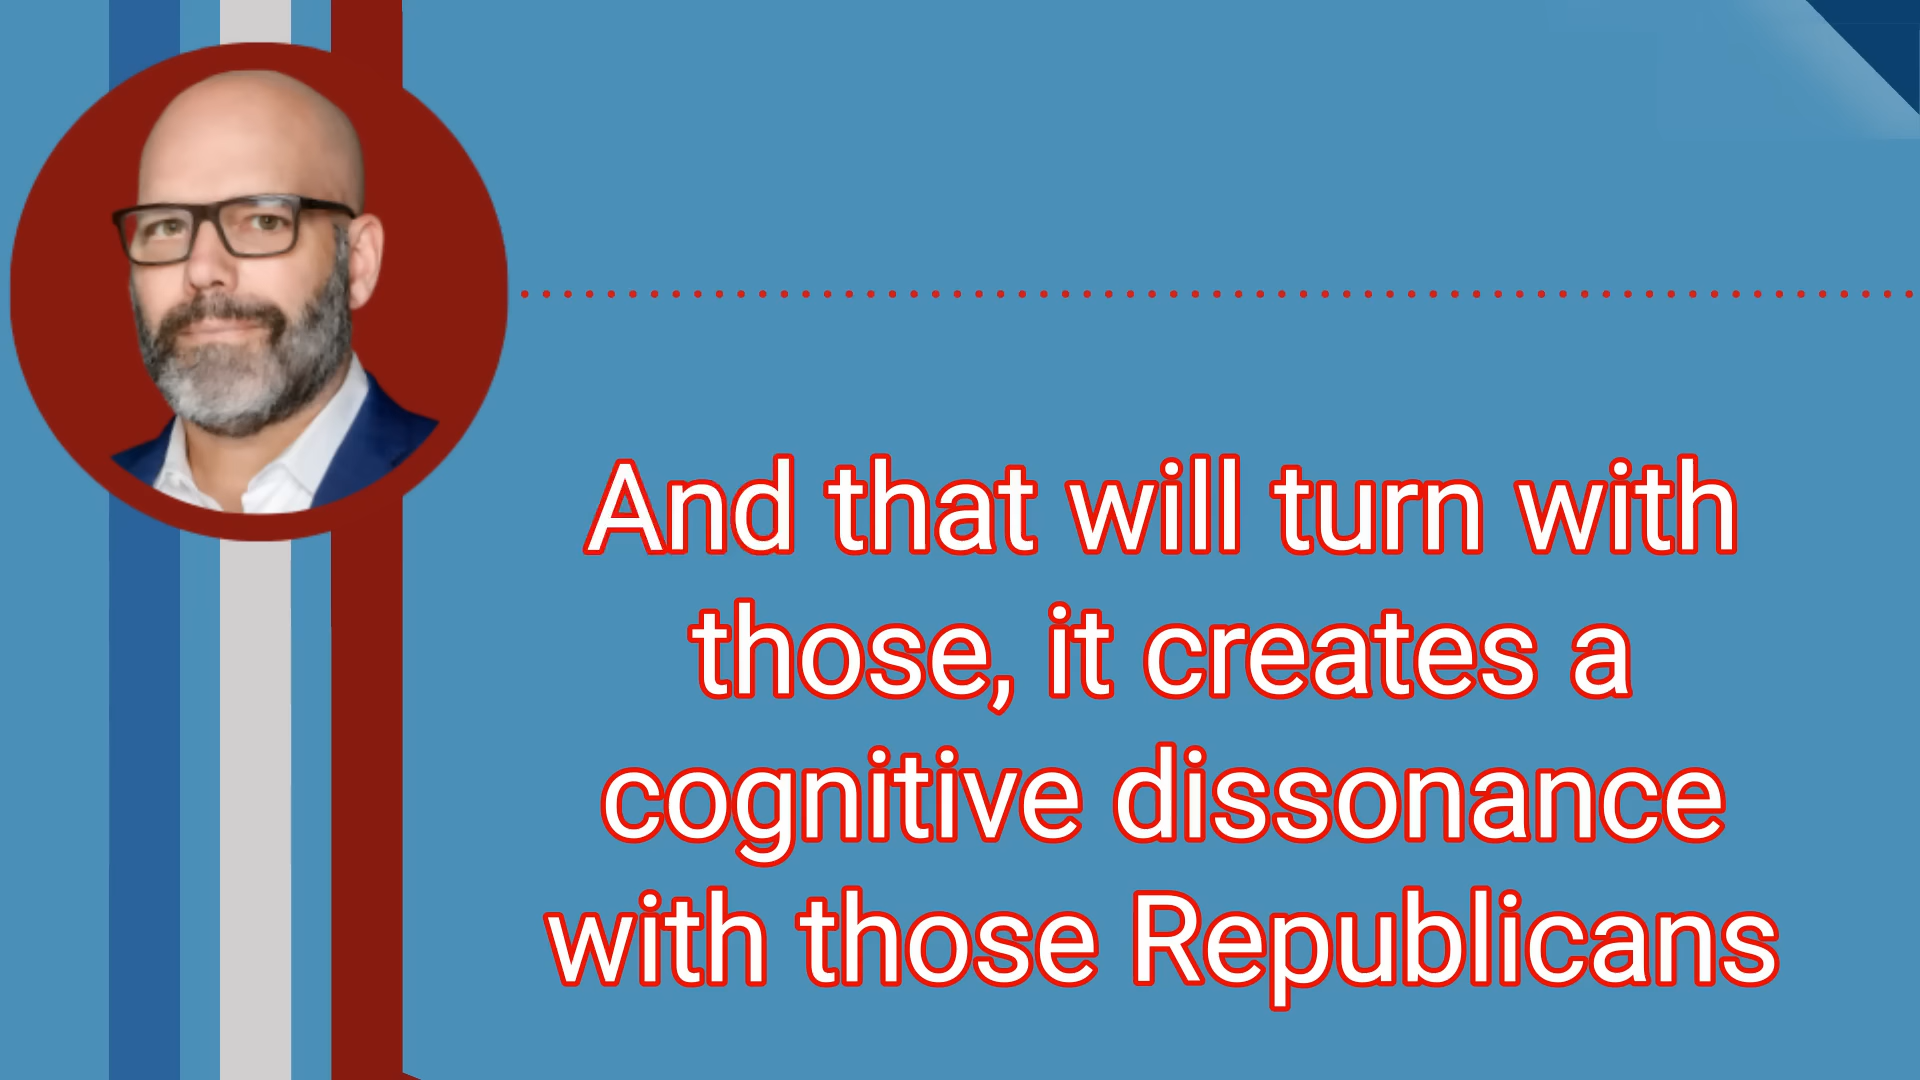 And that will turn with
those, it creates a
cognitive dissonance
with those Republicans